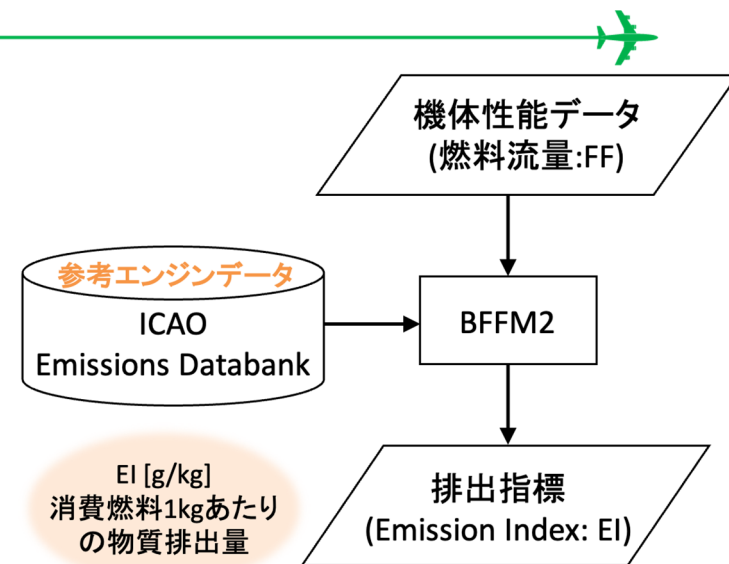 機体性能データ
(燃料流量:FF)
参考エンジンデータ
ICAO
Emissions Databank
BFFM2
EI [g/kg]
消費燃料1kgあたり
の物質排出量
排出指標
(Emission Index: EI)